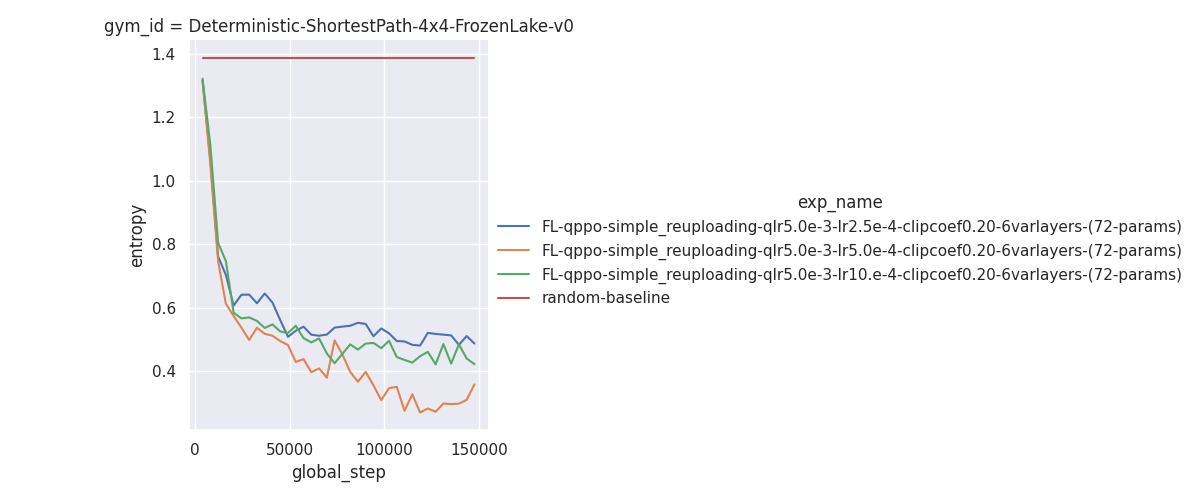 gym_id = Deterministic-ShortestPath-4x4-FrozenLake-v0
1.4
1.2
1.0
0.8
0.6
0.4
entropy
0
50000
100000
150000
global_step
exp_name
FL-qppo-simple_reuploading-qlr5.0e-3-lr2.5e-4-clipcoef0.20-6varlayers-(72-params)
FL-qppo-simple_reuploading-qlr5.0e-3-lr5.0e-4-clipcoef0.20-6varlayers-(72-params)
FL-qppo-simple_reuploading-qlr5.0e-3-lr10.e-4-clipcoef0.20-6varlayers-(72-params)
random-baseline